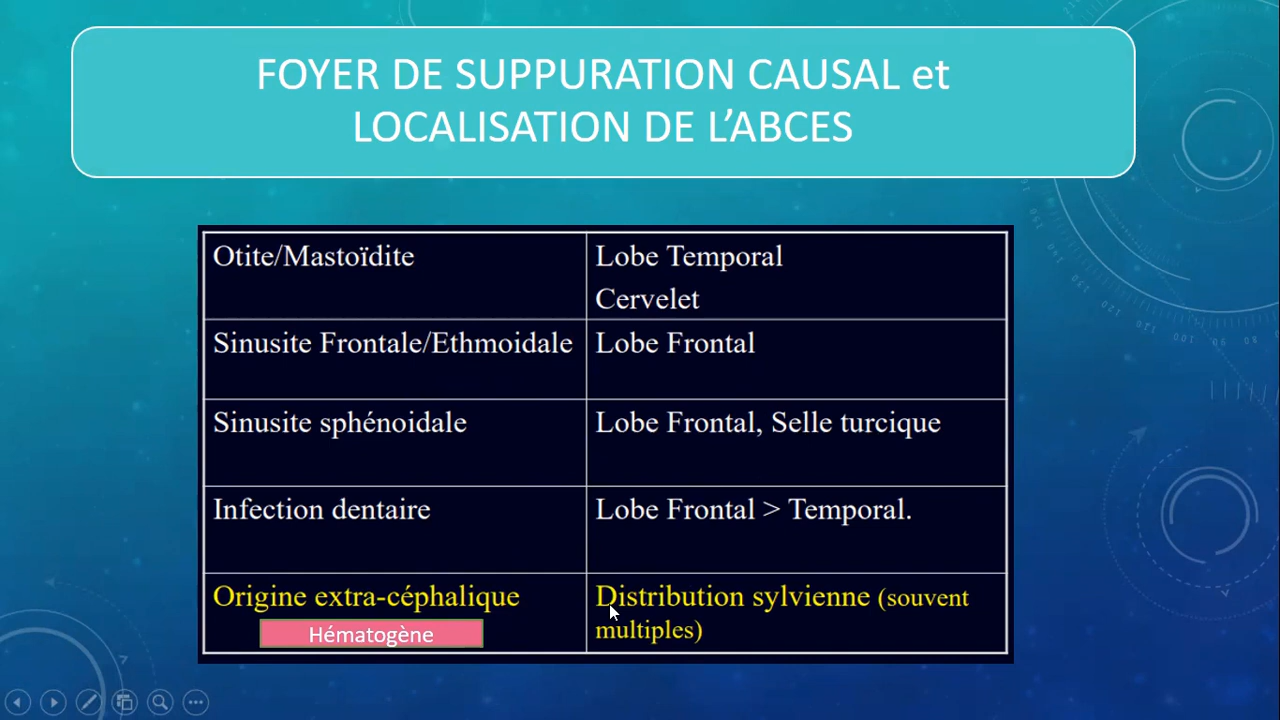 FOYER DE SUPPURATION CAUSAL et
LOCALISATION DE L’ABCES
Otite/Mastoïdite
Lobe Temporal
Cervelet
Sinusite Frontale/Ethmoidale
Lobe Frontal
Sinusite sphénoidale
Lobe Frontal, Selle turcique
Infection dentaire
Lobe Frontal > Temporal.
Origine extra-céphalique
Hématogène
Distribution sylvienne (souvent
multiples)